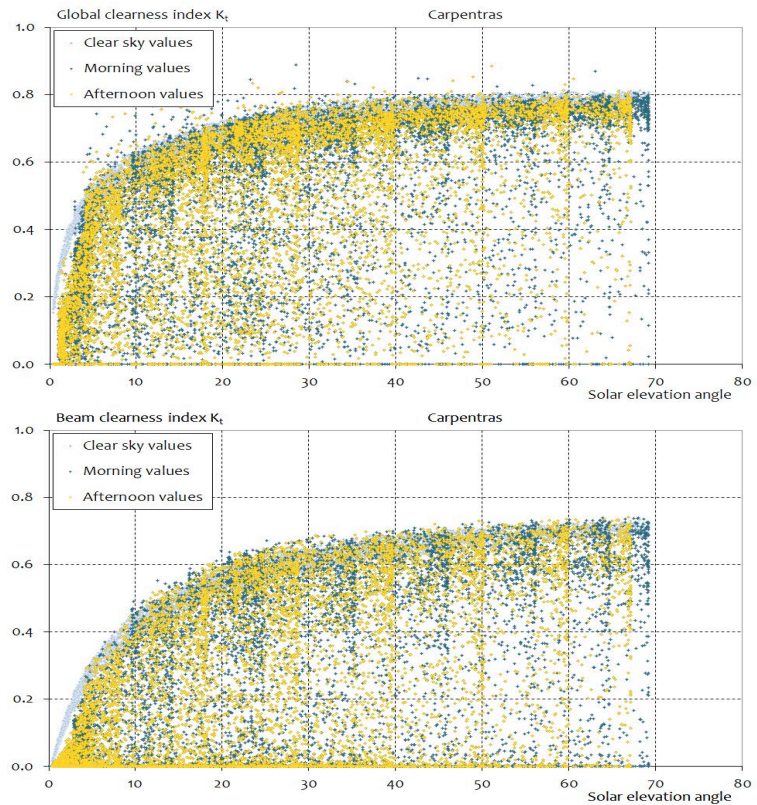 Global clearness index Kt
Carpentras
1.0
Clear sky values
Morning values
Afternoon values
0.8
0.6
0.4
0.2
0.0
0 10 20 30 40 50 60 70 80
Solar elevation angle
Beam clearness index Kt
Carpentras
1.0
Clear sky values
Morning values
Afternoon values
0.8
0.6
0.4
0.2
0.0
0 10 20 30 40 50 60 70 80
Solar elevation angle